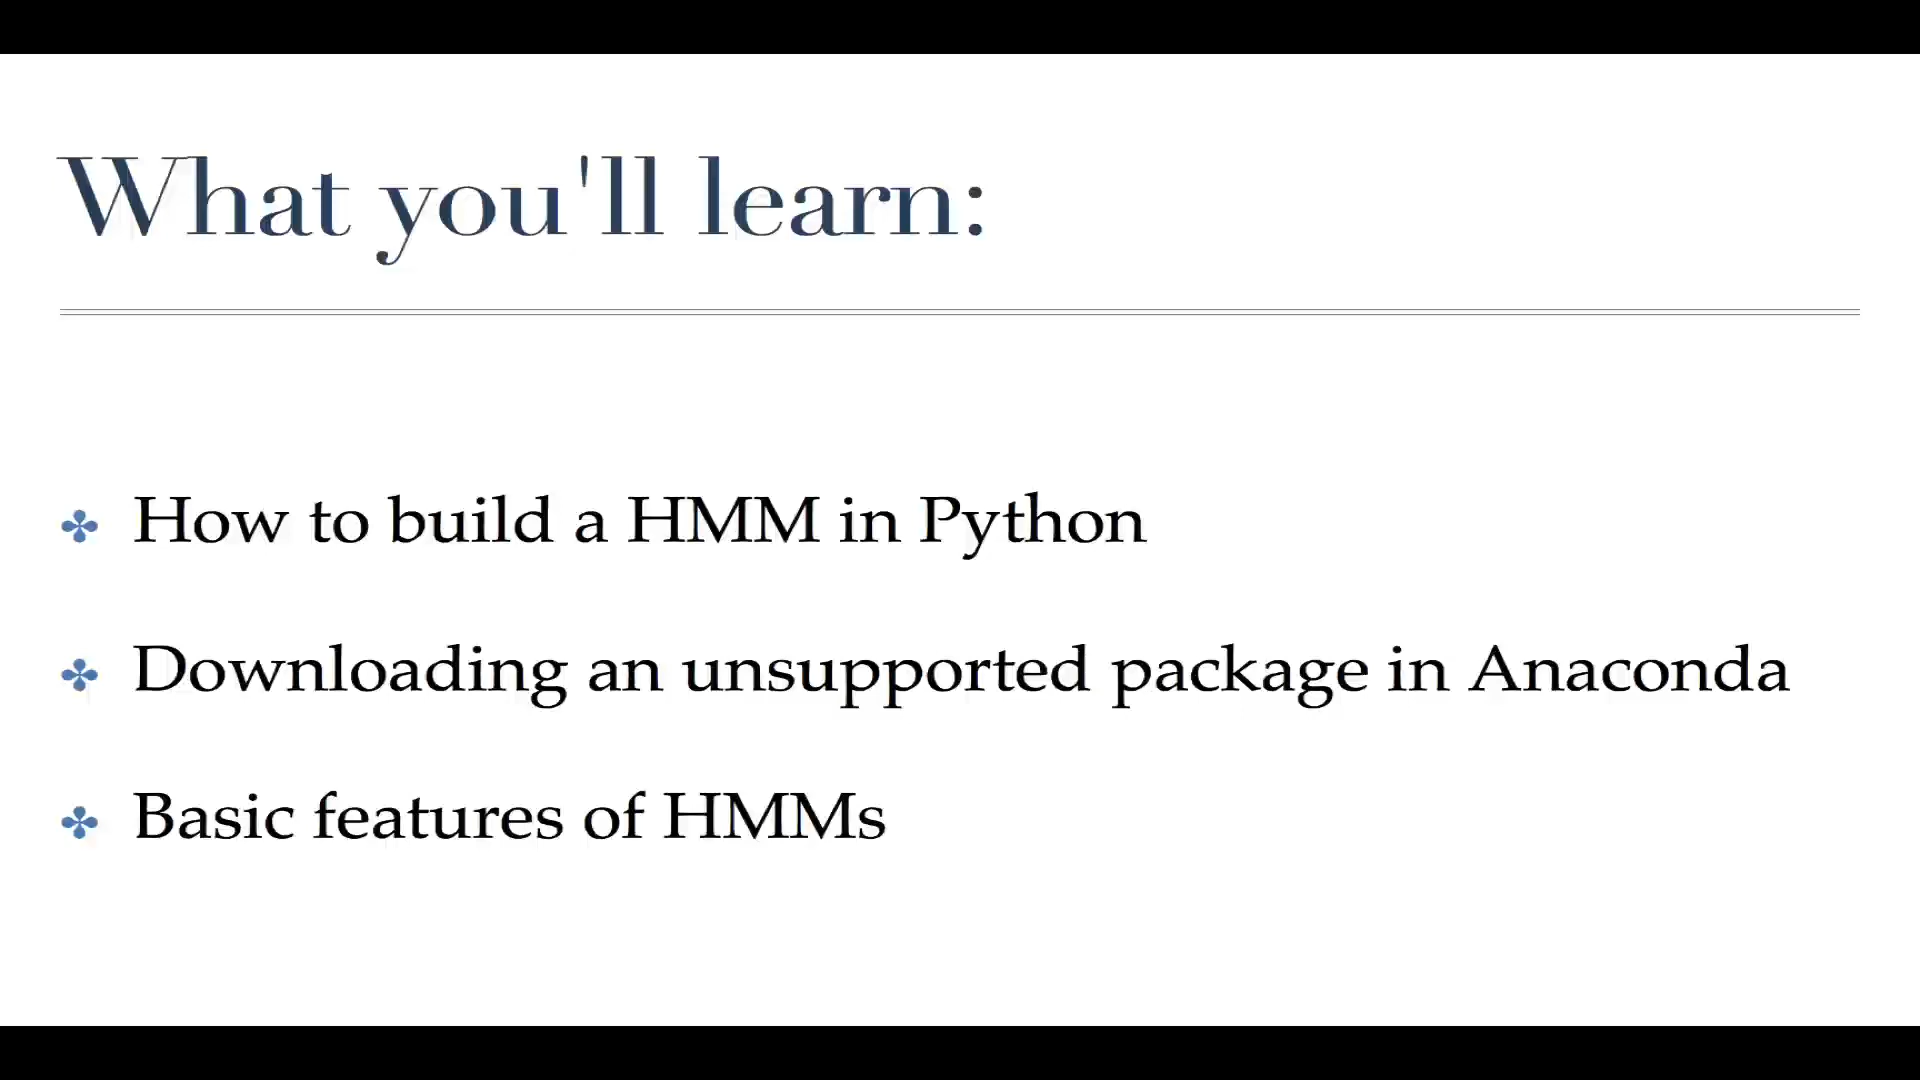 What you'll learn:
How to build a HMM in Python
Downloading an unsupported package in Anaconda
Basic features of HMMs